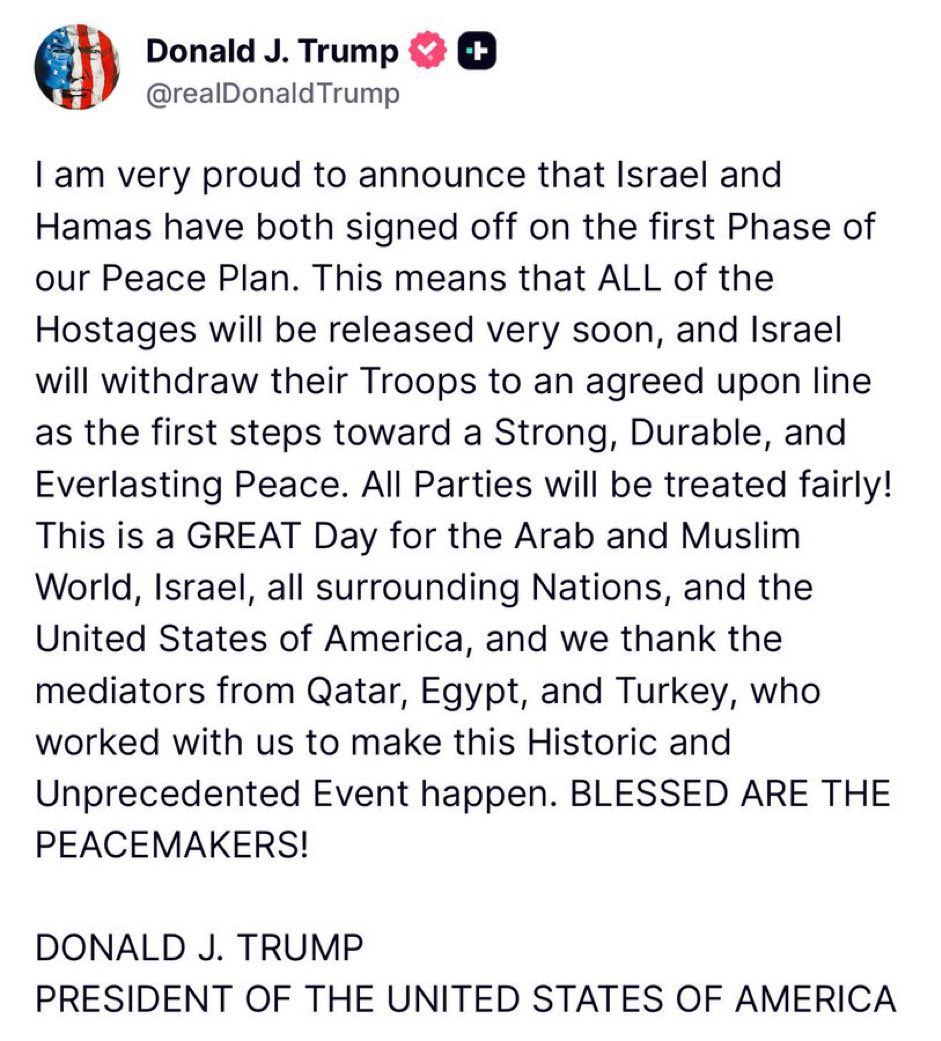 Donald J. Trump
@realDonaldTrump
I am very proud to announce that Israel and
Hamas have both signed off on the first Phase of
our Peace Plan. This means that ALL of the
Hostages will be released very soon, and Israel
will withdraw their Troops to an agreed upon line
as the first steps toward a Strong, Durable, and
Everlasting Peace. All Parties will be treated fairly!
This is a GREAT Day for the Arab and Muslim
World, Israel, all surrounding Nations, and the
United States of America, and we thank the
mediators from Qatar, Egypt, and Turkey, who
worked with us to make this Historic and
Unprecedented Event happen. BLESSED ARE THE
PEACEMAKERS!
DONALD J. TRUMP
PRESIDENT OF THE UNITED STATES OF AMERICA